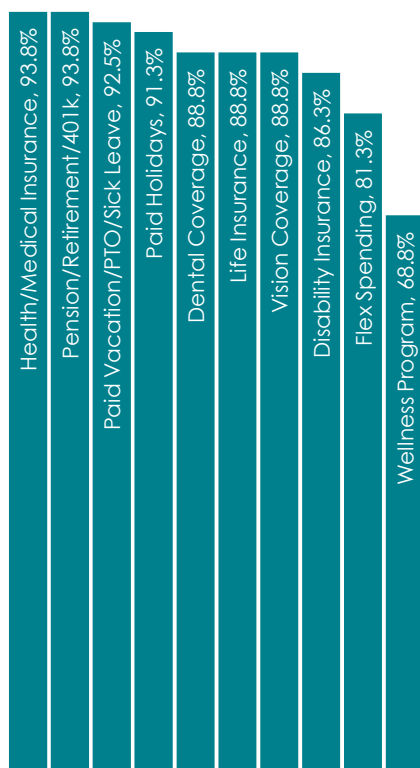 Health/Medical Insurance, 93.8%
Pension/Retirement/401k, 93.8%
Paid Vacation/PTO/Sick Leave, 92.5%
Paid Holidays, 91.3%
Dental Coverage, 88.8%
Life Insurance, 88.8%
Vision Coverage, 88.8%
Disability Insurance, 86.3%
Flex Spending, 81.3%
Wellness Program, 68.8%